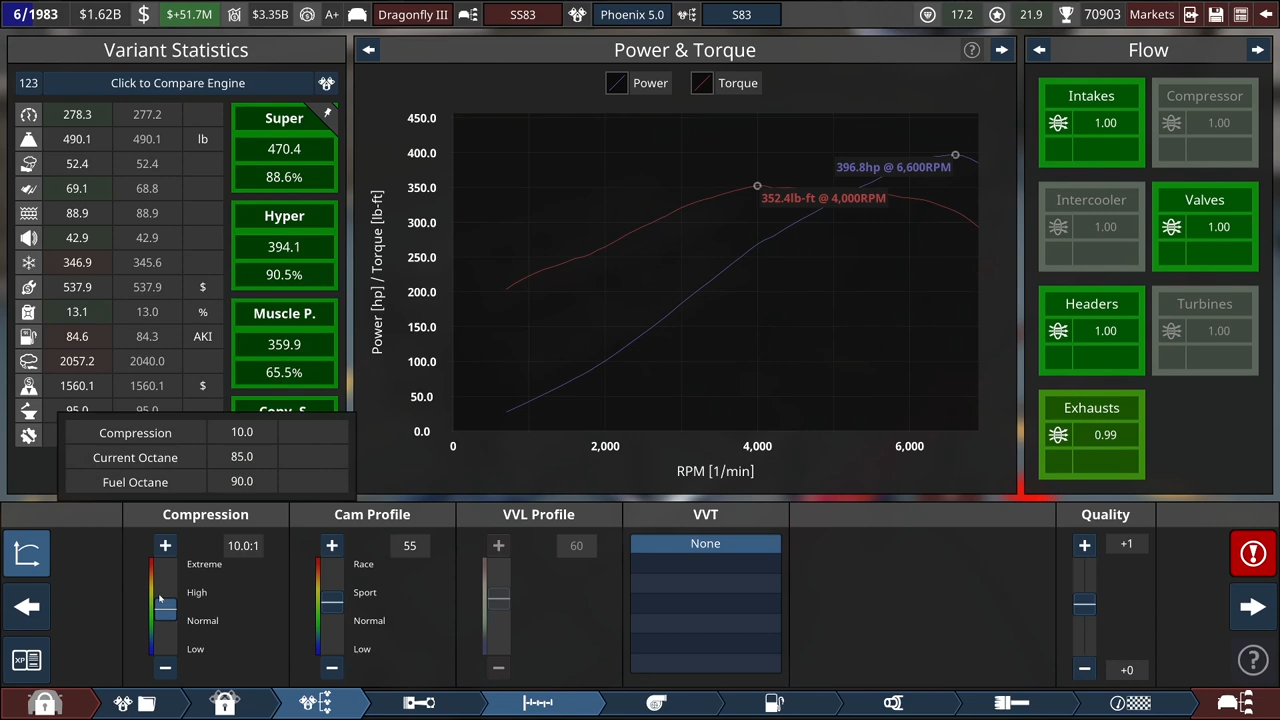 6/1983 $1.62B $+51.7M $3.35B A+ Dragonfly III SS83 Phoenix 5.0 S83 17.2 21.9 70903 Markets
Variant Statistics
123 Click to Compare Engine
278.3 277.2
490.1 490.1 lb
52.4 52.4
69.1 68.8
88.9 88.9
42.9 42.9
346.9 345.6
537.9 537.9 $
13.1 13.0 %
84.6 84.3 AKI
2057.2 2040.0
1560.1 1560.1 $
95.0 95.0
Super
470.4
88.6%
Hyper
394.1
90.5%
Muscle P.
359.9
65.5%
Conv. S.
Compression 10.0
Current Octane 85.0
Fuel Octane 90.0
Power & Torque
?
Power Torque
Power [hp] / Torque [lb-ft]
450.0
400.0
350.0
300.0
250.0
200.0
150.0
100.0
50.0
0.0
396.8hp @ 6,600RPM
352.4lb-ft @ 4,000RPM
0 2,000 4,000 6,000
RPM [1/min]
Flow
Intakes
1.00
Compressor
1.00
Intercooler
1.00
Valves
1.00
Headers
1.00
Turbines
1.00
Exhausts
0.99
Compression
+ 10.0:1
Extreme
High
Normal
Low
−
Cam Profile
+ 55
Race
Sport
Normal
Low
−
VVL Profile
+ 60
−
VVT
None
Quality
+ +1
− +0
XP
!
?